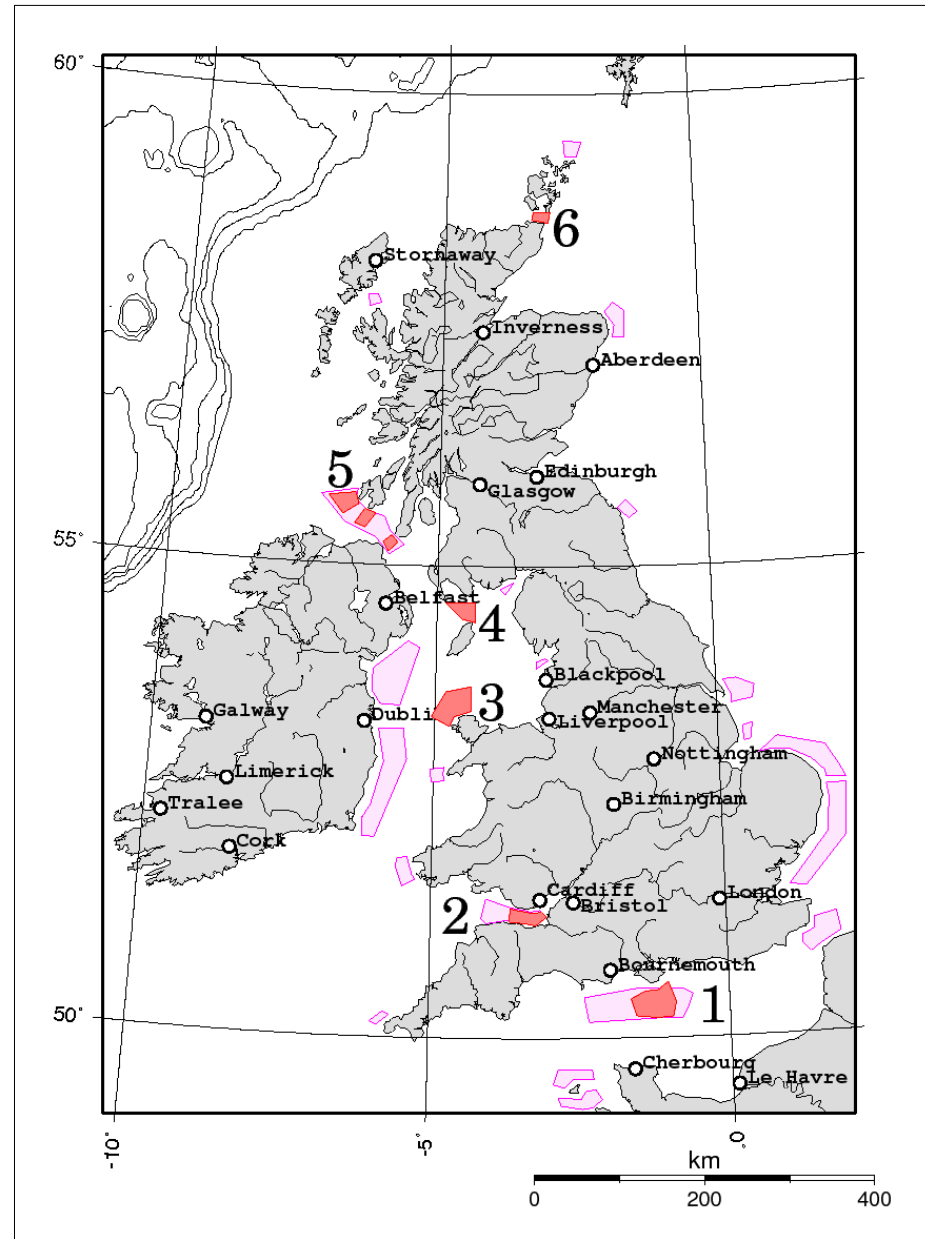 60°
6
Stornaway
Inverness
Aberdeen
5
Edinburgh
Glasgow
55°
Belfast
4
Blackpool
3
Galway
Dubli
Manchester
Liverpool
Nottingham
Limerick
Birmingham
Tralee
Cork
Cardiff
London
2
Bristol
Bournemouth
1
50°
Cherbourg
Le Havre
-10°
-5°
0°
km
0
200
400